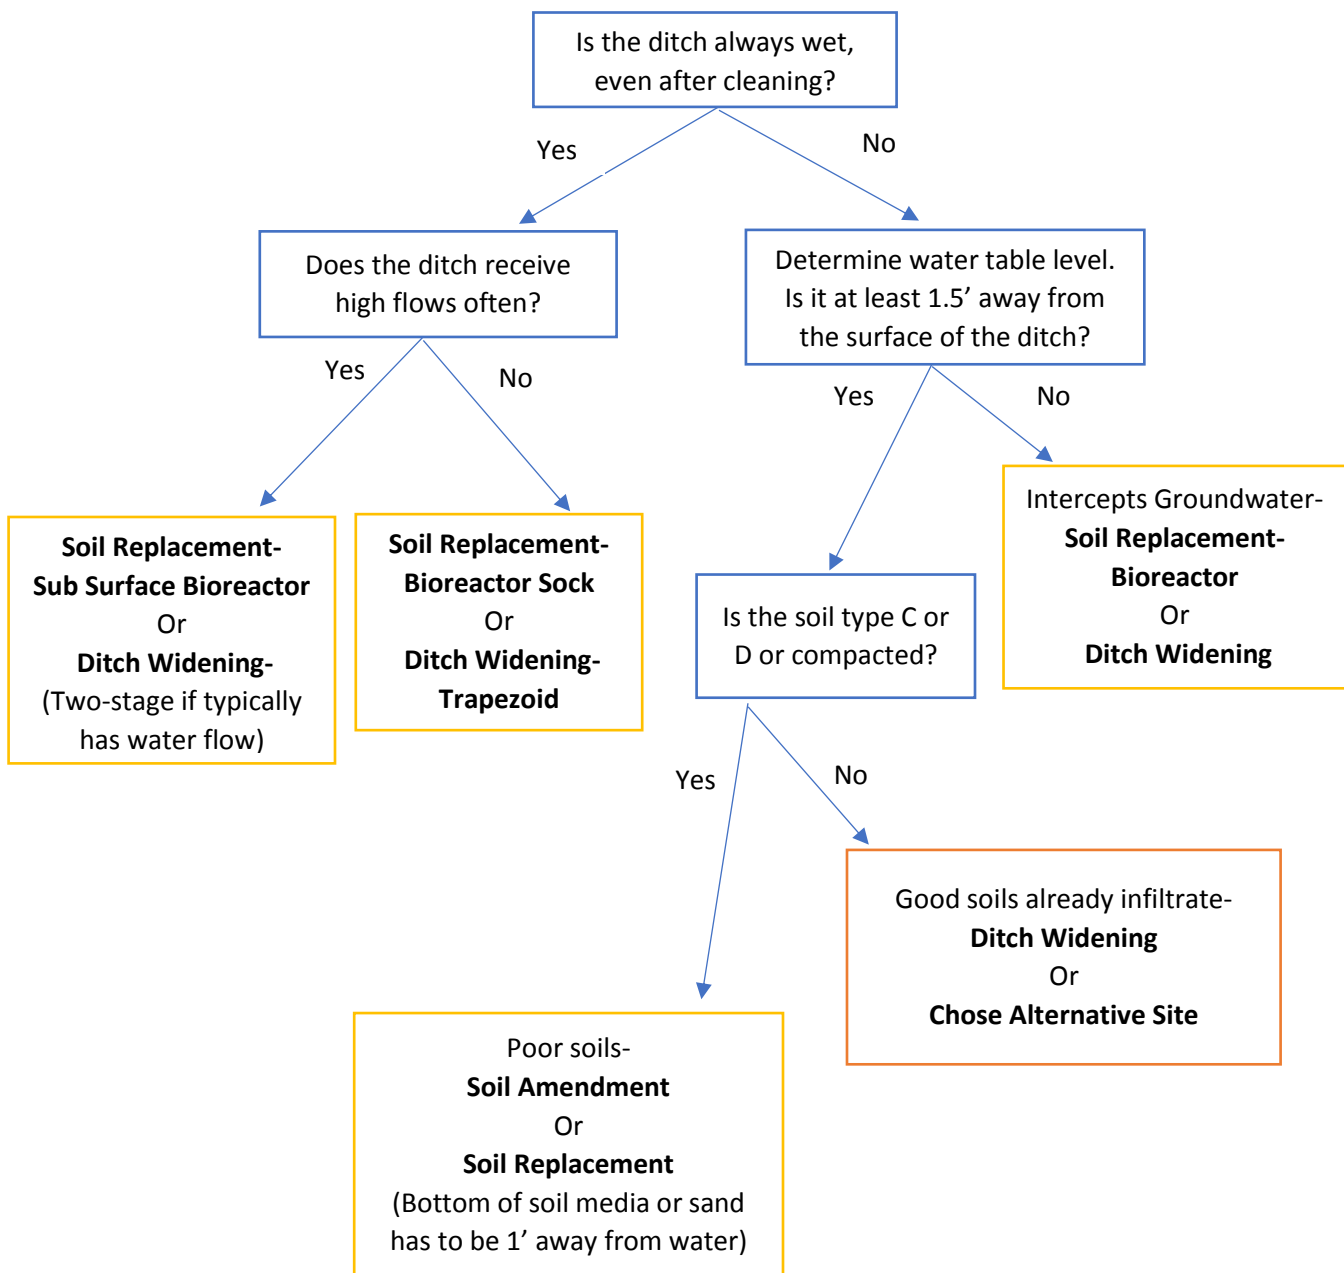 Is the ditch always wet,
even after cleaning?
Yes
No
Does the ditch receive
high flows often?
Determine water table level.
Is it at least 1.5’ away from
the surface of the ditch?
Yes
No
Yes
No
Soil Replacement-
Sub Surface Bioreactor
Or
Ditch Widening-
(Two-stage if typically
has water flow)
Soil Replacement-
Bioreactor Sock
Or
Ditch Widening-
Trapezoid
Is the soil type C or
D or compacted?
Intercepts Groundwater-
Soil Replacement-
Bioreactor
Or
Ditch Widening
Yes
No
Good soils already infiltrate-
Ditch Widening
Or
Chose Alternative Site
Poor soils-
Soil Amendment
Or
Soil Replacement
(Bottom of soil media or sand
has to be 1’ away from water)